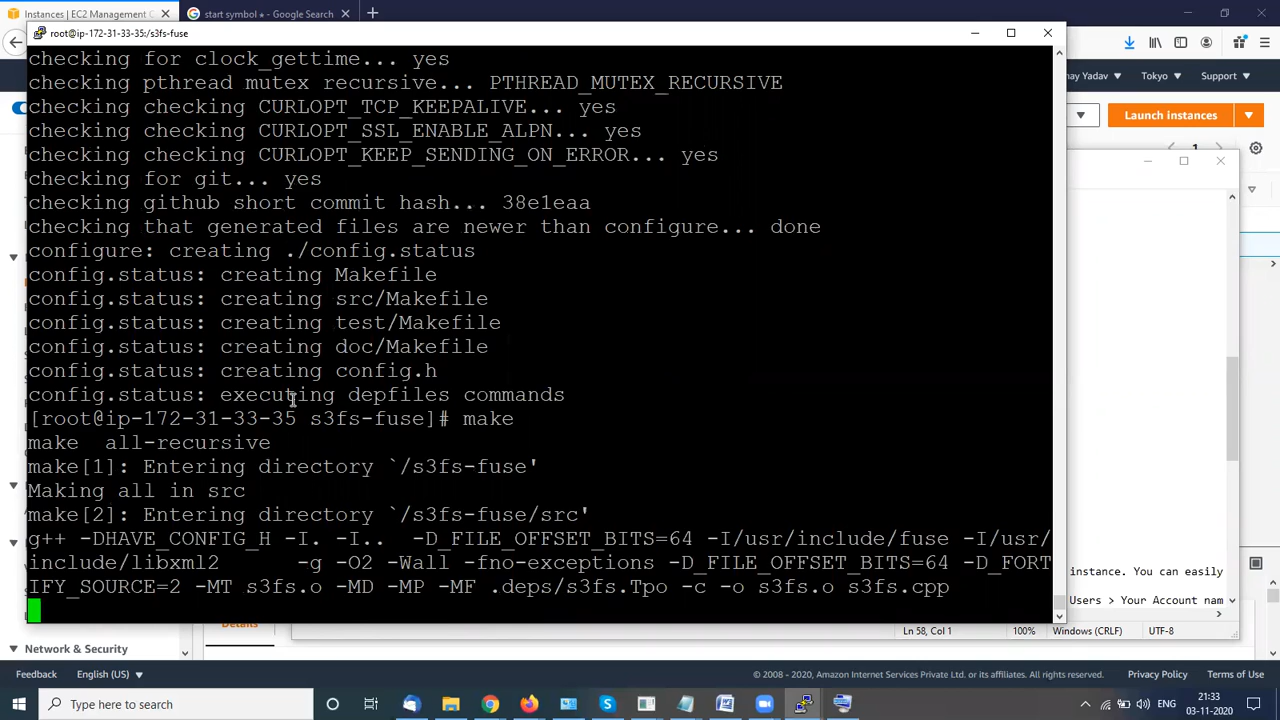 Instances | EC2 Management C
start symbol ⋆ - Google Search
root@ip-172-31-33-35:/s3fs-fuse
checking for clock_gettime... yes
checking pthread mutex recursive... PTHREAD_MUTEX_RECURSIVE
checking checking CURLOPT_TCP_KEEPALIVE... yes
checking checking CURLOPT_SSL_ENABLE_ALPN... yes
checking checking CURLOPT_KEEP_SENDING_ON_ERROR... yes
checking for git... yes
checking github short commit hash... 38e1eaa
checking that generated files are newer than configure... done
configure: creating ./config.status
config.status: creating Makefile
config.status: creating src/Makefile
config.status: creating test/Makefile
config.status: creating doc/Makefile
config.status: creating config.h
config.status: executing depfiles commands
[root@ip-172-31-33-35 s3fs-fuse]# make
make  all-recursive
make[1]: Entering directory `/s3fs-fuse'
Making all in src
make[2]: Entering directory `/s3fs-fuse/src'
g++ -DHAVE_CONFIG_H -I. -I..  -D_FILE_OFFSET_BITS=64 -I/usr/include/fuse -I/usr/
include/libxml2      -g -O2 -Wall -fno-exceptions -D_FILE_OFFSET_BITS=64 -D_FORT
IFY_SOURCE=2 -MT s3fs.o -MD -MP -MF .deps/s3fs.Tpo -c -o s3fs.o s3fs.cpp
nay Yadav
Tokyo
Support
Launch instances
1
instance. You can easily
Users > Your Account nam
Details
Ln 58, Col 1
100%
Windows (CRLF)
UTF-8
Network & Security
Feedback
English (US)
© 2008 - 2020, Amazon Internet Services Private Ltd. or its affiliates. All rights reserved.
Privacy Policy
Terms of Use
Type here to search
ENG
21:33
03-11-2020